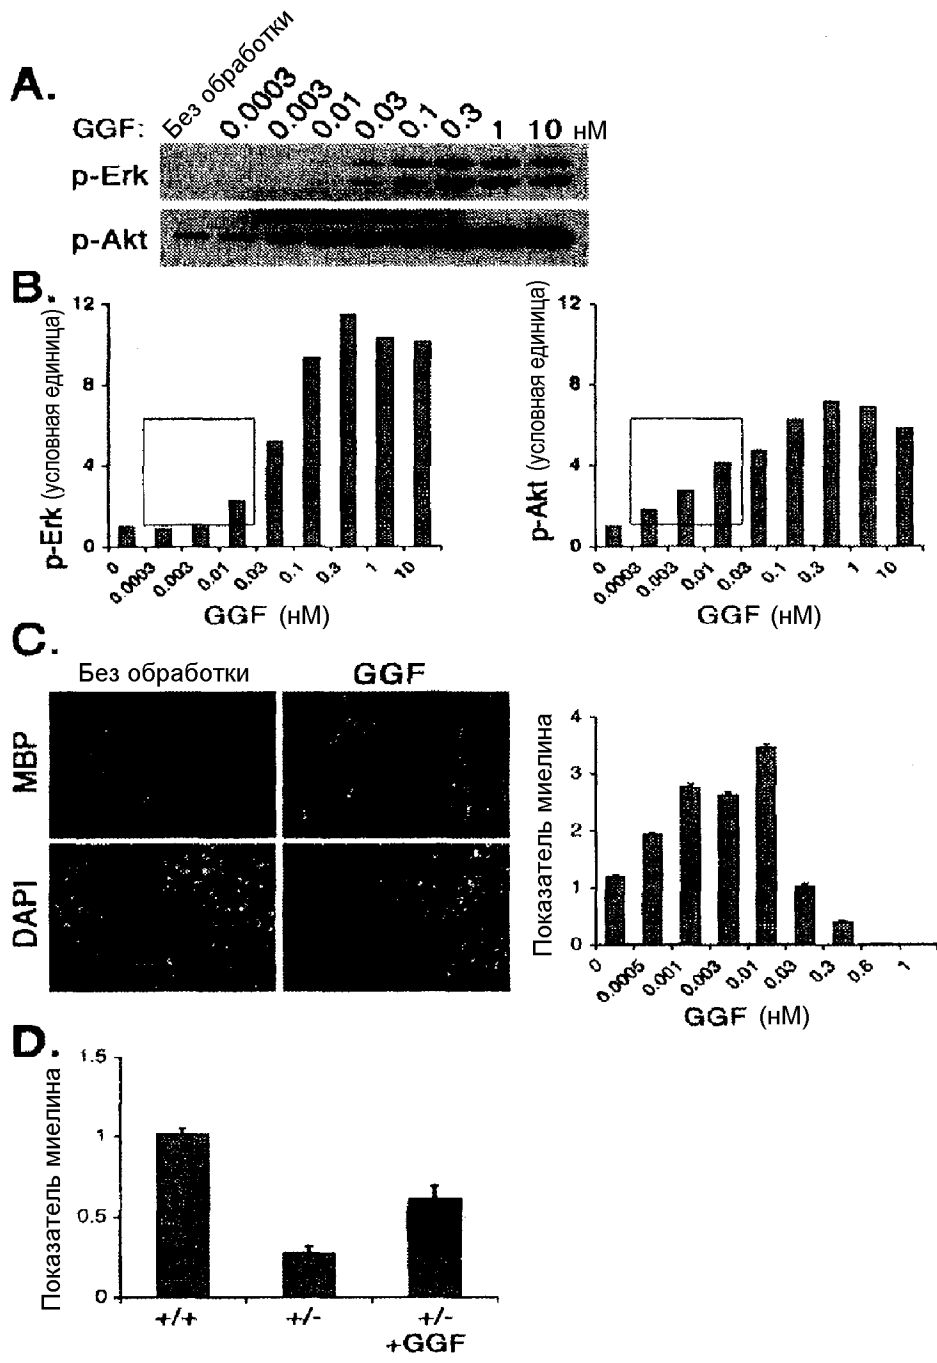 A.
GGF: Без обработки 0.0003 0.003 0.01 0.03 0.1 0.3 1 10 нМ
p-Erk
p-Akt
B.
p-Erk (условная единица)
12
8
4
0
0 0.0003 0.003 0.01 0.03 0.1 0.3 1 10
GGF (нМ)
p-Akt (условная единица)
12
8
4
0
0 0.0003 0.003 0.01 0.03 0.1 0.3 1 10
GGF (нМ)
C.
Без обработки GGF
MBP
DAPI
Показатель миелина
4
3
2
1
0
0 0.0005 0.001 0.003 0.01 0.03 0.3 0.6 1
GGF (нМ)
D.
Показатель миелина
1.5
1
0.5
0
+/+ +/- +/-
+GGF